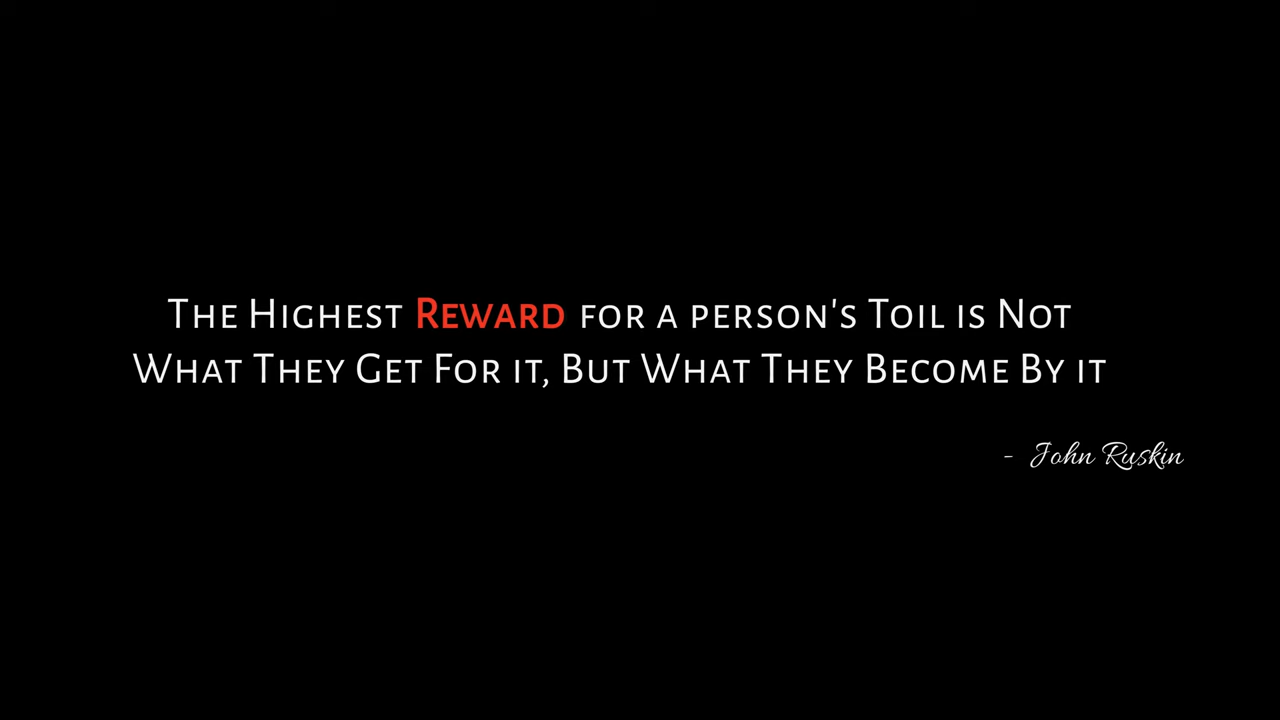 The Highest Reward for a person's Toil is Not
What They Get For it, But What They Become By it
- John Ruskin